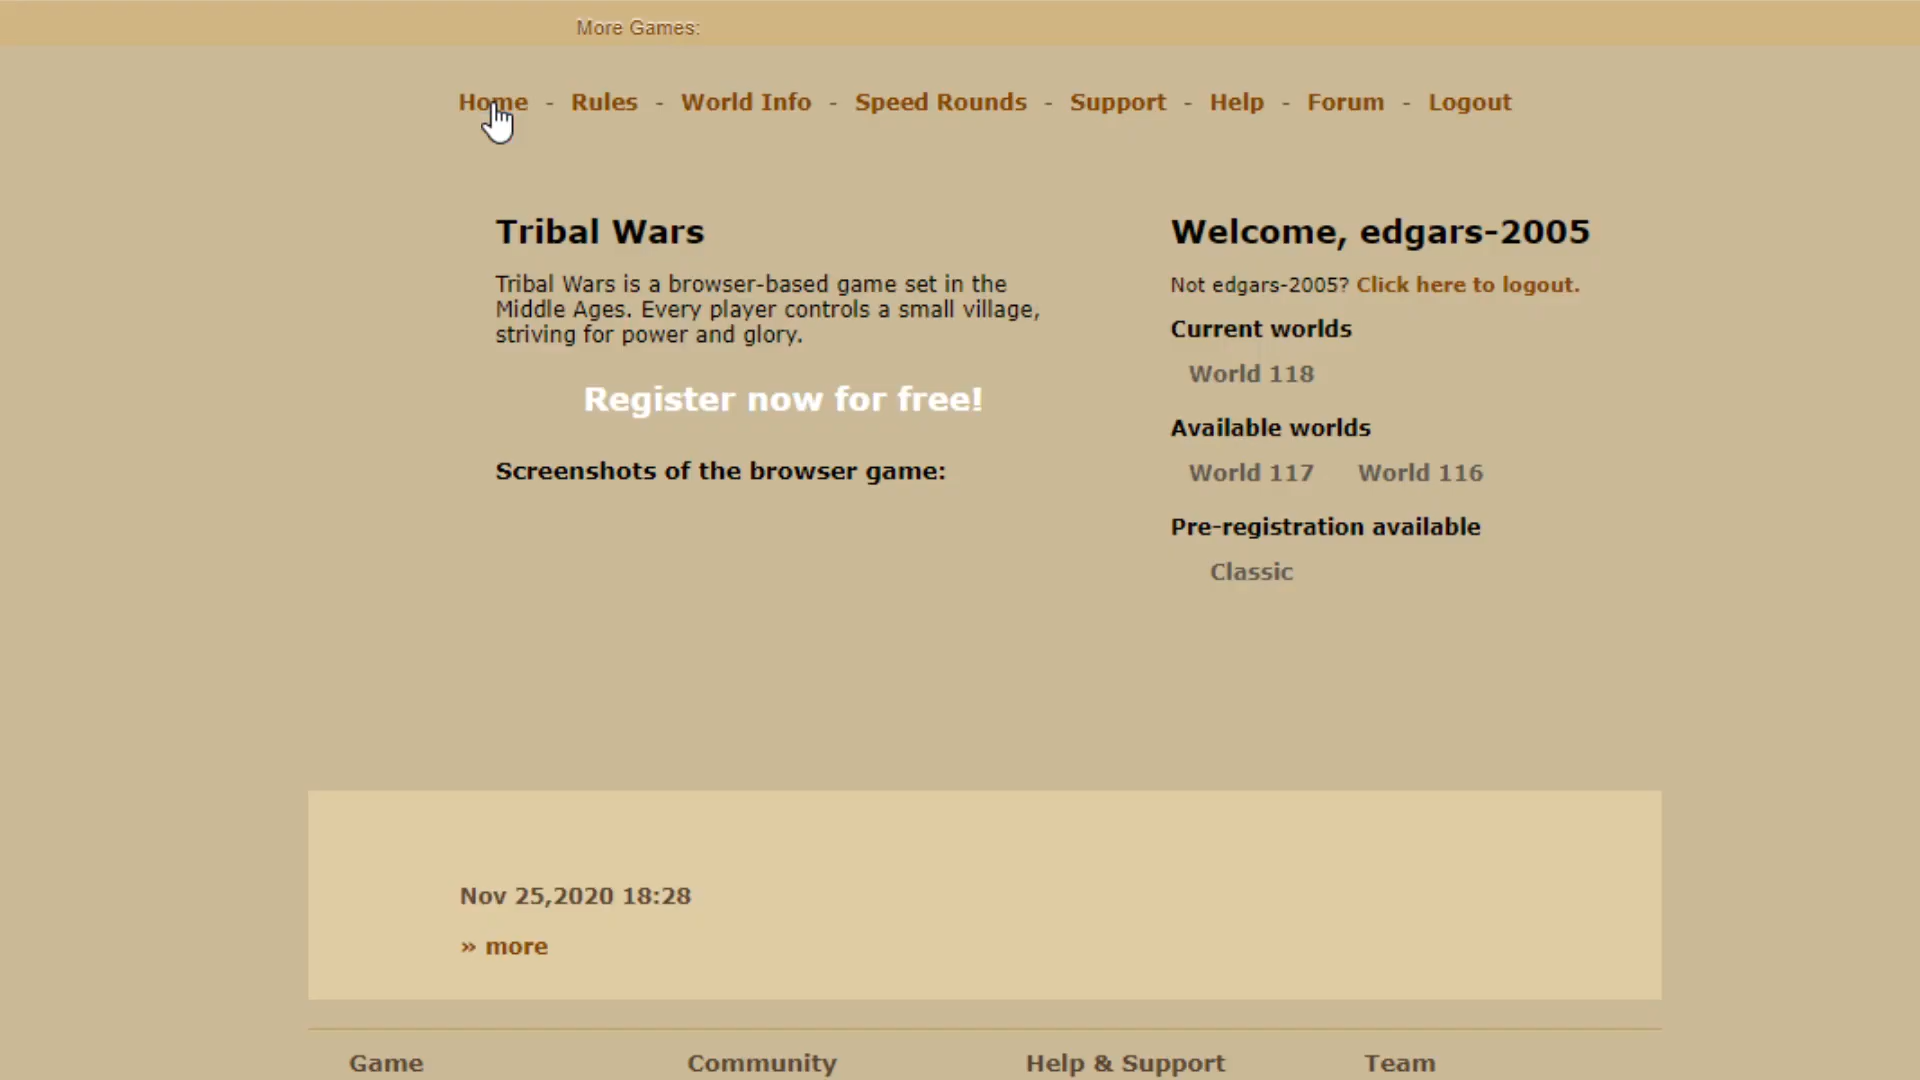 More Games:
Home - Rules - World Info - Speed Rounds - Support - Help - Forum - Logout
Tribal Wars
Tribal Wars is a browser-based game set in the
Middle Ages. Every player controls a small village,
striving for power and glory.
Register now for free!
Screenshots of the browser game:
Welcome, edgars-2005
Not edgars-2005? Click here to logout.
Current worlds
World 118
Available worlds
World 117 World 116
Pre-registration available
Classic
Nov 25,2020 18:28
» more
Game Community Help & Support Team